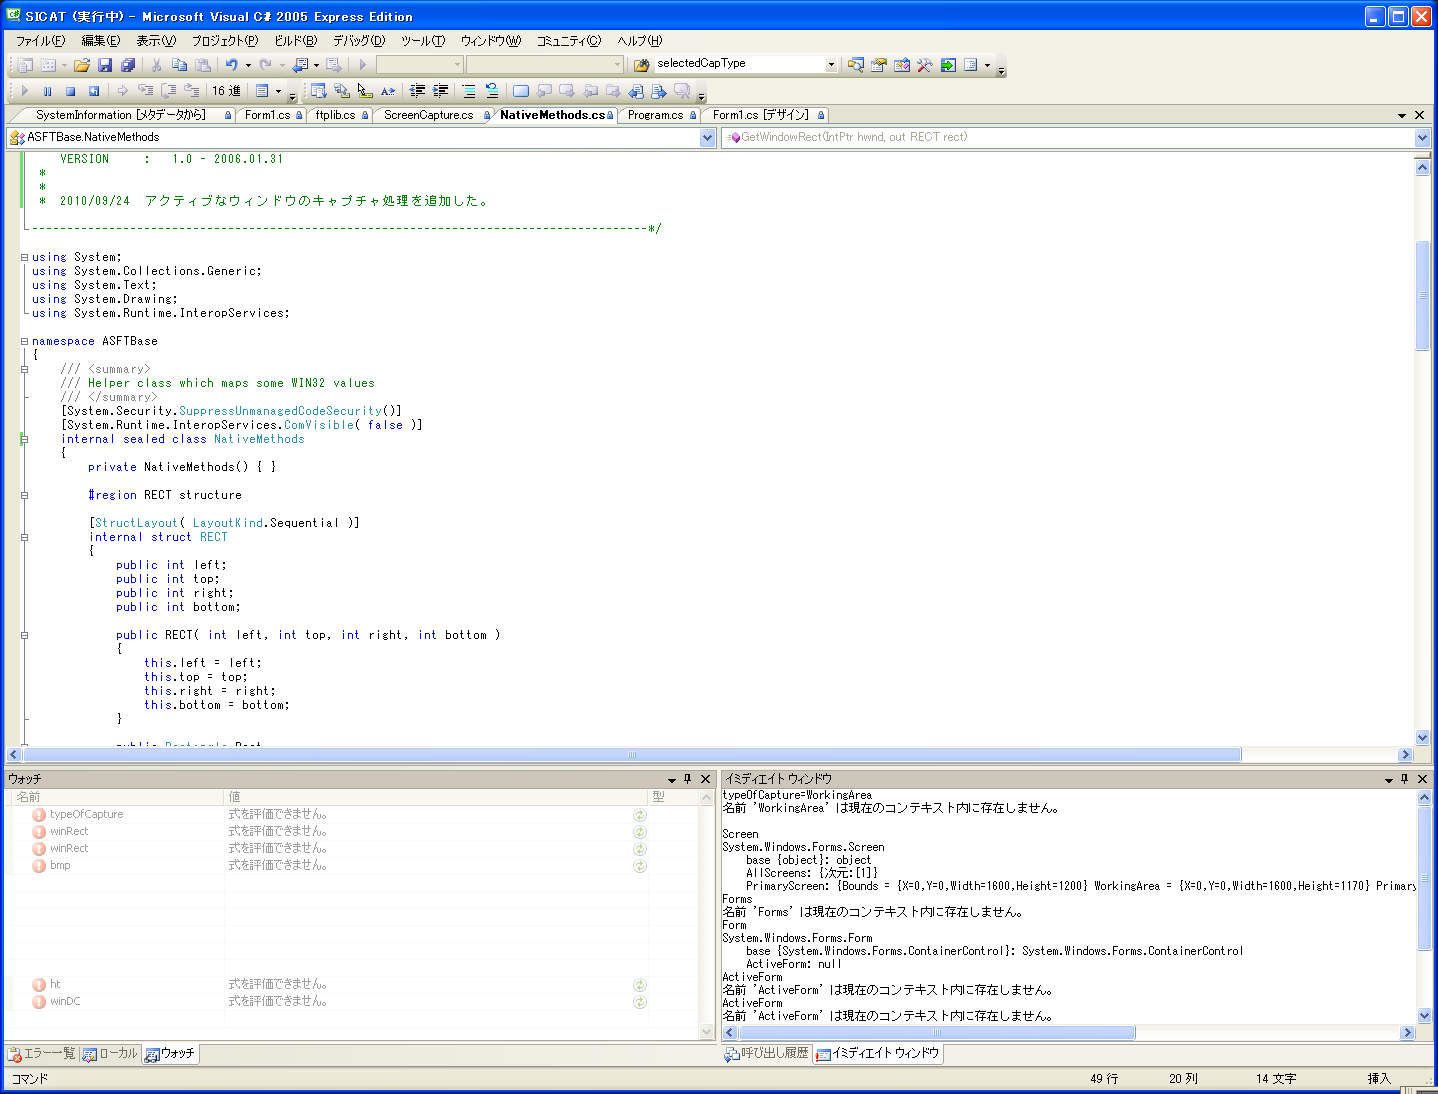 SICAT (実行中) - Microsoft Visual C# 2005 Express Edition
ファイル(F) 編集(E) 表示(V) プロジェクト(P) ビルド(B) デバッグ(D) ツール(T) ウィンドウ(W) コミュニティ(C) ヘルプ(H)
selectedCapType
16 進
SystemInformation [メタデータから] Form1.cs ftplib.cs ScreenCapture.cs NativeMethods.cs Program.cs Form1.cs [デザイン]
ASFTBase.NativeMethods GetWindowRect(IntPtr hwnd, out RECT rect)
VERSION : 1.0 - 2006.01.31
*
*
* 2010/09/24 アクティブなウィンドウのキャプチャ処理を追加した。
----------------------------------------------------------------------------------------*/
using System;
using System.Collections.Generic;
using System.Text;
using System.Drawing;
using System.Runtime.InteropServices;
namespace ASFTBase
{
/// <summary>
/// Helper class which maps some WIN32 values
/// </summary>
[System.Security.SuppressUnmanagedCodeSecurity()]
[System.Runtime.InteropServices.ComVisible( false )]
internal sealed class NativeMethods
{
private NativeMethods() { }
#region RECT structure
[StructLayout( LayoutKind.Sequential )]
internal struct RECT
{
public int left;
public int top;
public int right;
public int bottom;
public RECT( int left, int top, int right, int bottom )
{
this.left = left;
this.top = top;
this.right = right;
this.bottom = bottom;
}
public Rectangle Rect
ウォッチ
名前 値 型
typeOfCapture 式を評価できません。
winRect 式を評価できません。
winRect 式を評価できません。
bmp 式を評価できません。
ht 式を評価できません。
winDC 式を評価できません。
エラー一覧 ローカル ウォッチ
イミディエイト ウィンドウ
typeOfCapture=WorkingArea
名前 'WorkingArea' は現在のコンテキスト内に存在しません。
Screen
System.Windows.Forms.Screen
base {object}: object
AllScreens: {次元:[1]}
PrimaryScreen: {Bounds = {X=0,Y=0,Width=1600,Height=1200} WorkingArea = {X=0,Y=0,Width=1600,Height=1170} Primary
Forms
名前 'Forms' は現在のコンテキスト内に存在しません。
Form
System.Windows.Forms.Form
base {System.Windows.Forms.ContainerControl}: System.Windows.Forms.ContainerControl
ActiveForm: null
ActiveForm
名前 'ActiveForm' は現在のコンテキスト内に存在しません。
ActiveForm
名前 'ActiveForm' は現在のコンテキスト内に存在しません。
呼び出し履歴 イミディエイト ウィンドウ
コマンド 49 行 20 列 14 文字 挿入